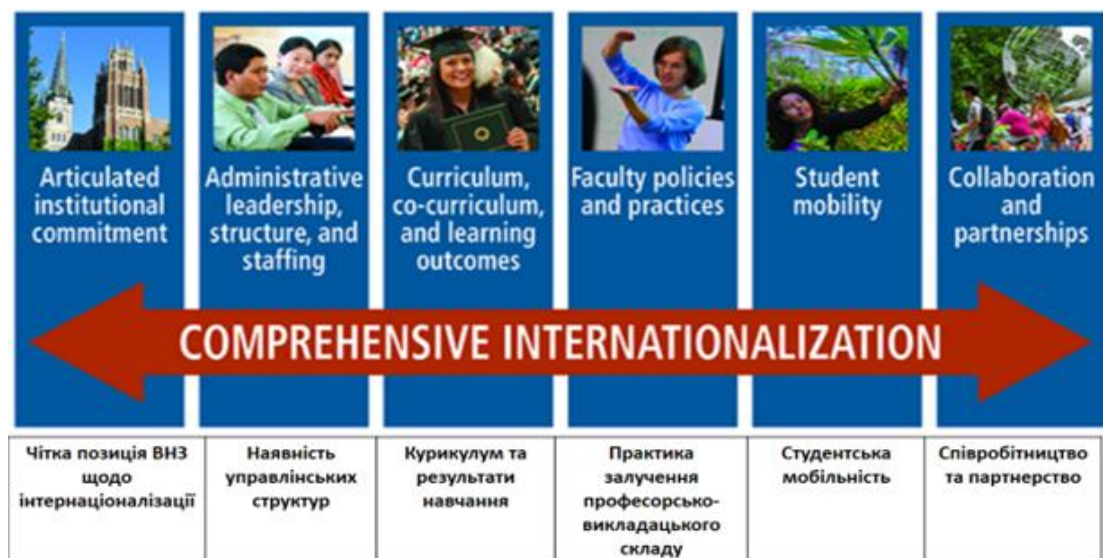 Articulated
institutional
commitment
Administrative
leadership,
structure, and
staffing
Curriculum,
co-curriculum,
and learning
outcomes
Faculty policies
and practices
Student
mobility
Collaboration
and
partnerships
COMPREHENSIVE INTERNATIONALIZATION
Чітка позиція ВНЗ
щодо
інтернаціоналізації
Наявність
управлінських
структур
Курикулум та
результати
навчання
Практика
залучення
професорсько-
викладацького
складу
Студентська
мобільність
Співробітництво
та партнерство